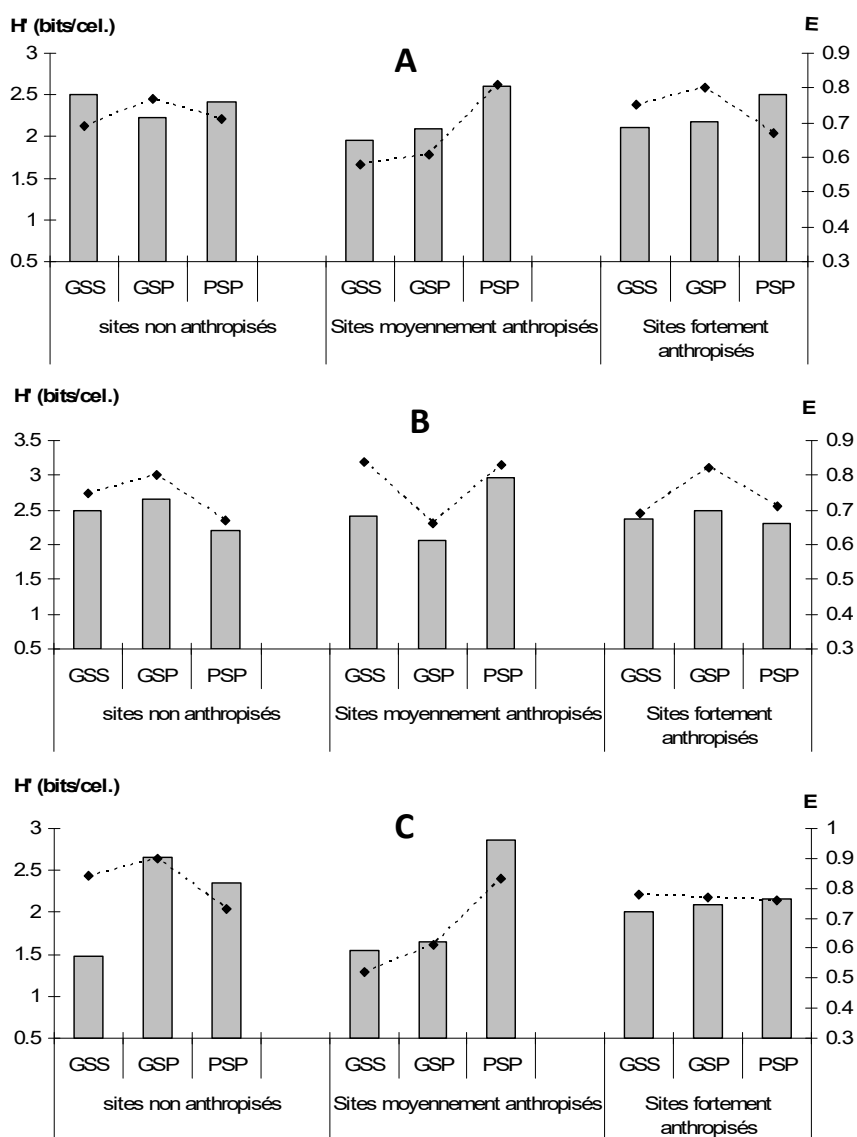 H' (bits/cel.)
E
A
3
2.5
2
1.5
1
0.5
0.9
0.8
0.7
0.6
0.5
0.4
0.3
GSS GSP PSP GSS GSP PSP GSS GSP PSP
sites non anthropisés Sites moyennement anthropisés Sites fortement
anthropisés
H' (bits/cel.)
E
B
3.5
3
2.5
2
1.5
1
0.5
0.9
0.8
0.7
0.6
0.5
0.4
0.3
GSS GSP PSP GSS GSP PSP GSS GSP PSP
sites non anthropisés Sites moyennement anthropisés Sites fortement
anthropisés
H' (bits/cel.)
E
C
3
2.5
2
1.5
1
0.5
1
0.9
0.8
0.7
0.6
0.5
0.4
0.3
GSS GSP PSP GSS GSP PSP GSS GSP PSP
sites non anthropisés Sites moyennement anthropisés Sites fortement
anthropisés